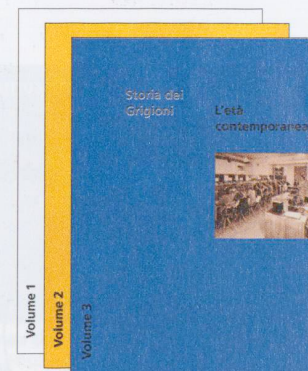 Storia dei
Grigioni
L'età
contemporanea
Volume 1
Volume 2
Volume 3